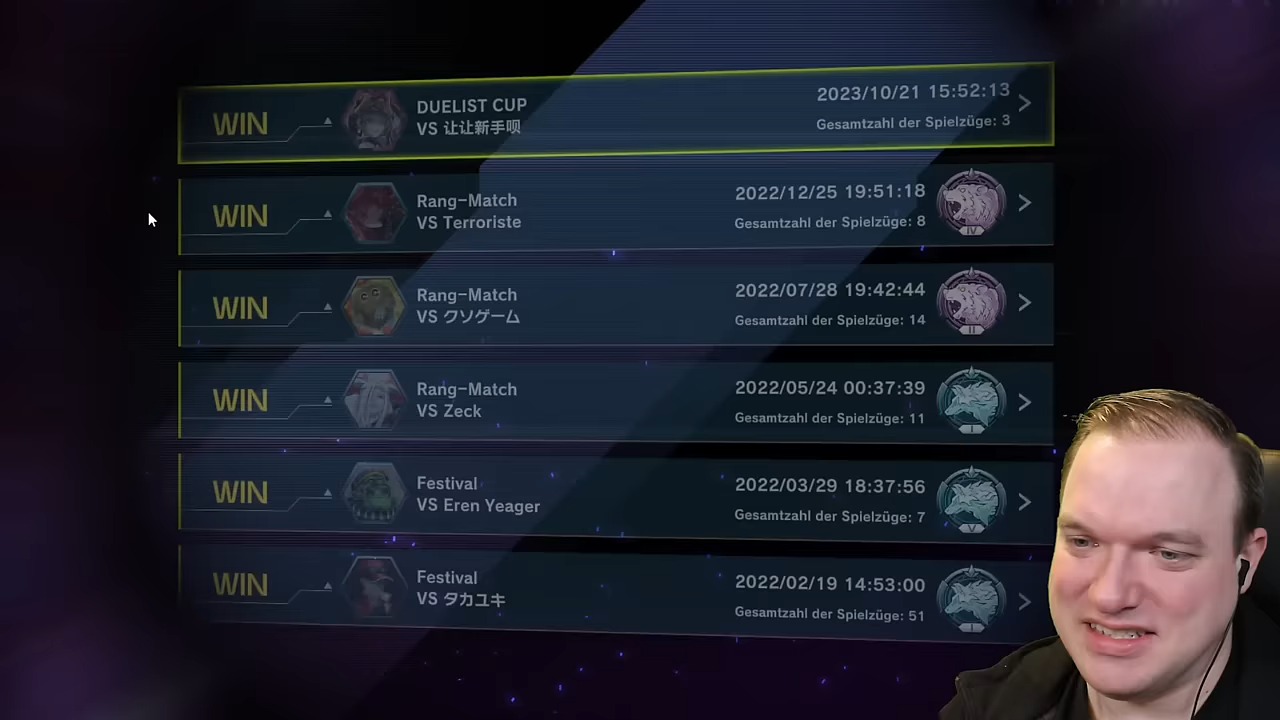 WIN
DUELIST CUP
VS 让让新手呗
2023/10/21 15:52:13
Gesamtzahl der Spielzüge: 3
WIN
Rang-Match
VS Terroriste
2022/12/25 19:51:18
Gesamtzahl der Spielzüge: 8
IV
WIN
Rang-Match
VS クソゲーム
2022/07/28 19:42:44
Gesamtzahl der Spielzüge: 14
II
WIN
Rang-Match
VS Zeck
2022/05/24 00:37:39
Gesamtzahl der Spielzüge: 11
I
WIN
Festival
VS Eren Yeager
2022/03/29 18:37:56
Gesamtzahl der Spielzüge: 7
V
WIN
Festival
VS タカユキ
2022/02/19 14:53:00
Gesamtzahl der Spielzüge: 51
I